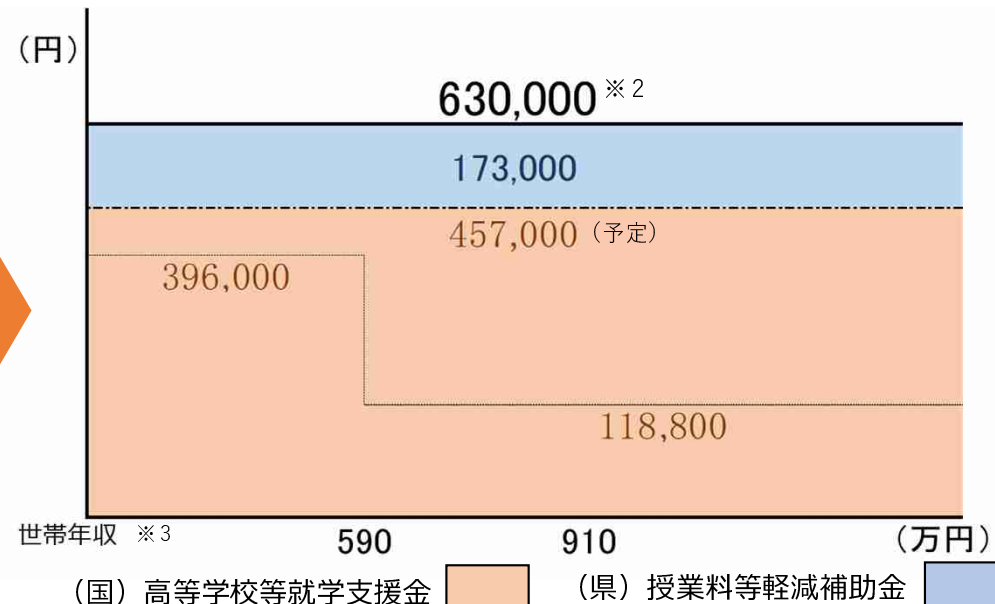 （円）
630,000※2
173,000
457,000（予定）
396,000
118,800
世帯年収 ※3
590
910
（万円）
（国）高等学校等就学支援金
（県）授業料等軽減補助金